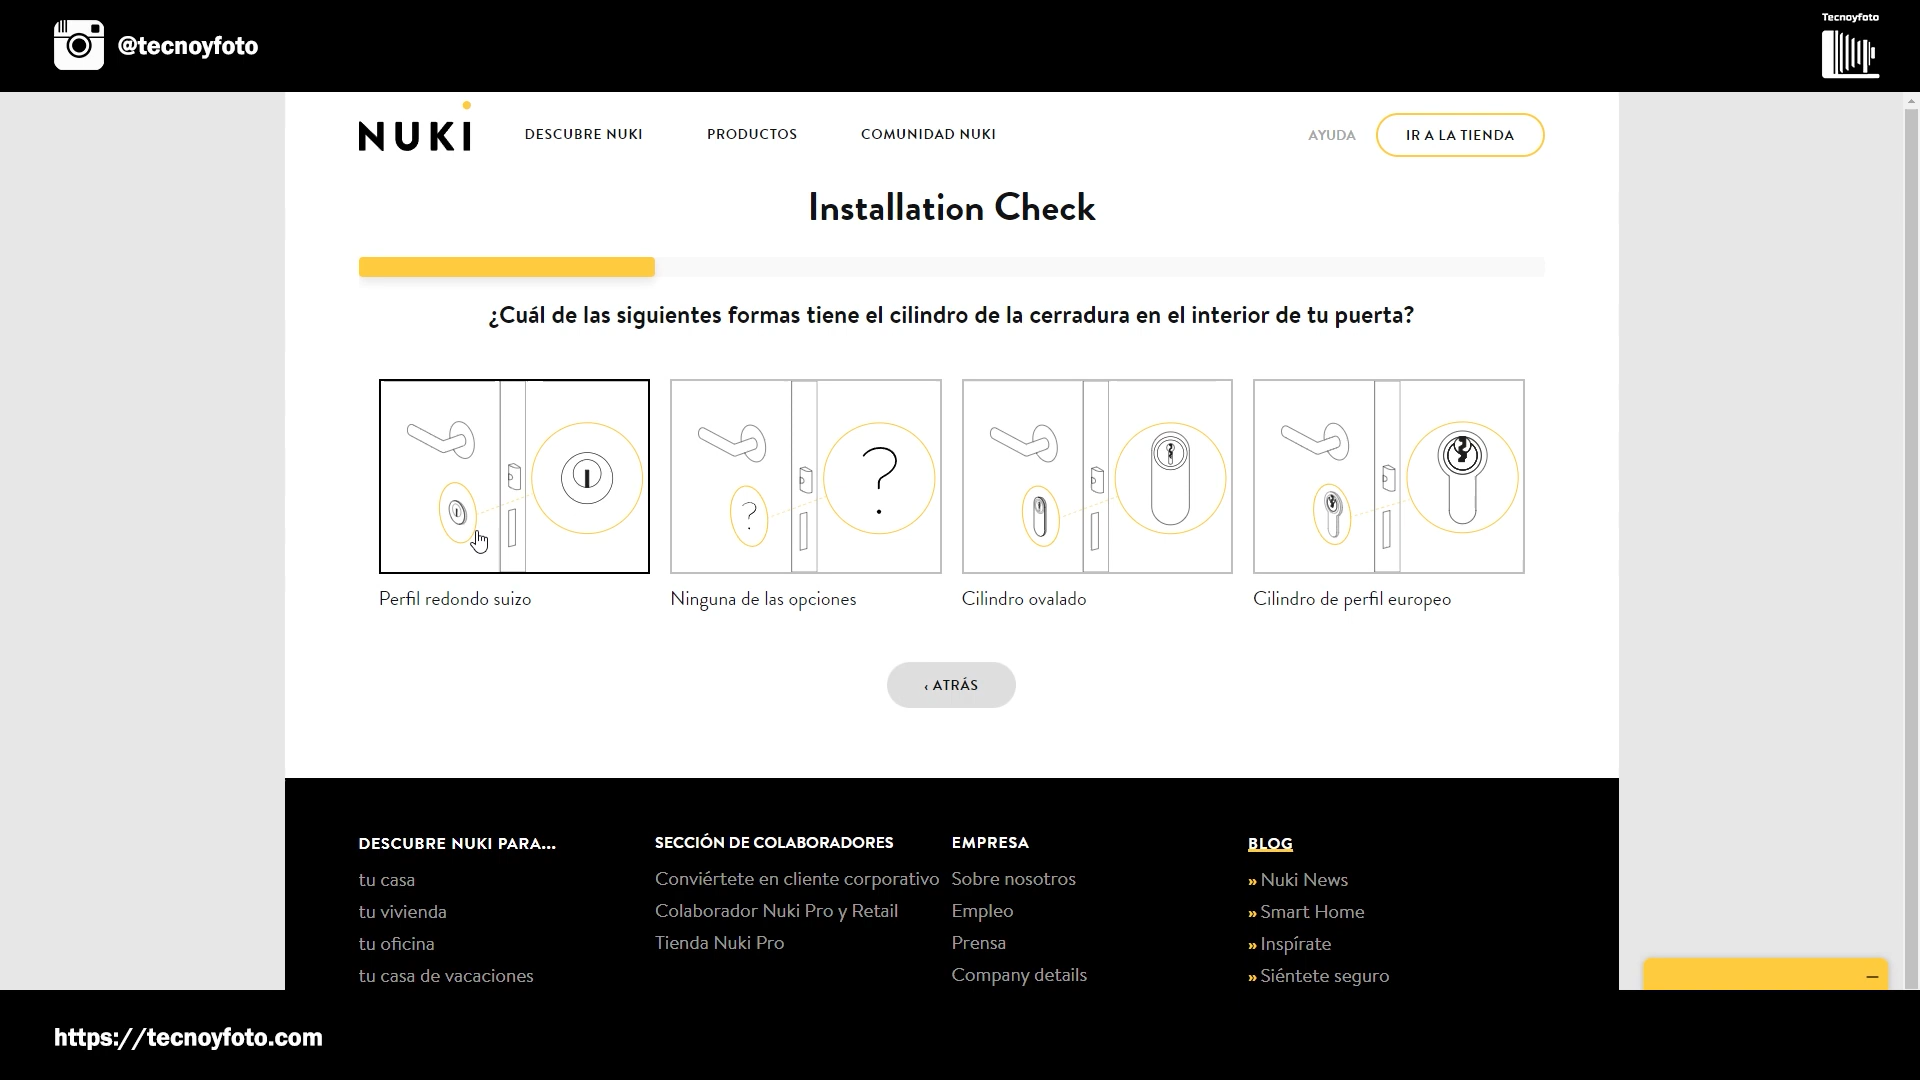 @tecnoyfoto
Tecnoyfoto
NUKI
DESCUBRE NUKI
PRODUCTOS
COMUNIDAD NUKI
AYUDA
IR A LA TIENDA
Installation Check
¿Cuál de las siguientes formas tiene el cilindro de la cerradura en el interior de tu puerta?
?
?
Perfil redondo suizo
Ninguna de las opciones
Cilindro ovalado
Cilindro de perfil europeo
‹ ATRÁS
DESCUBRE NUKI PARA...
tu casa
tu vivienda
tu oficina
tu casa de vacaciones
SECCIÓN DE COLABORADORES
Conviértete en cliente corporativo
Colaborador Nuki Pro y Retail
Tienda Nuki Pro
EMPRESA
Sobre nosotros
Empleo
Prensa
Company details
BLOG
» Nuki News
» Smart Home
» Inspírate
» Siéntete seguro
https://tecnoyfoto.com